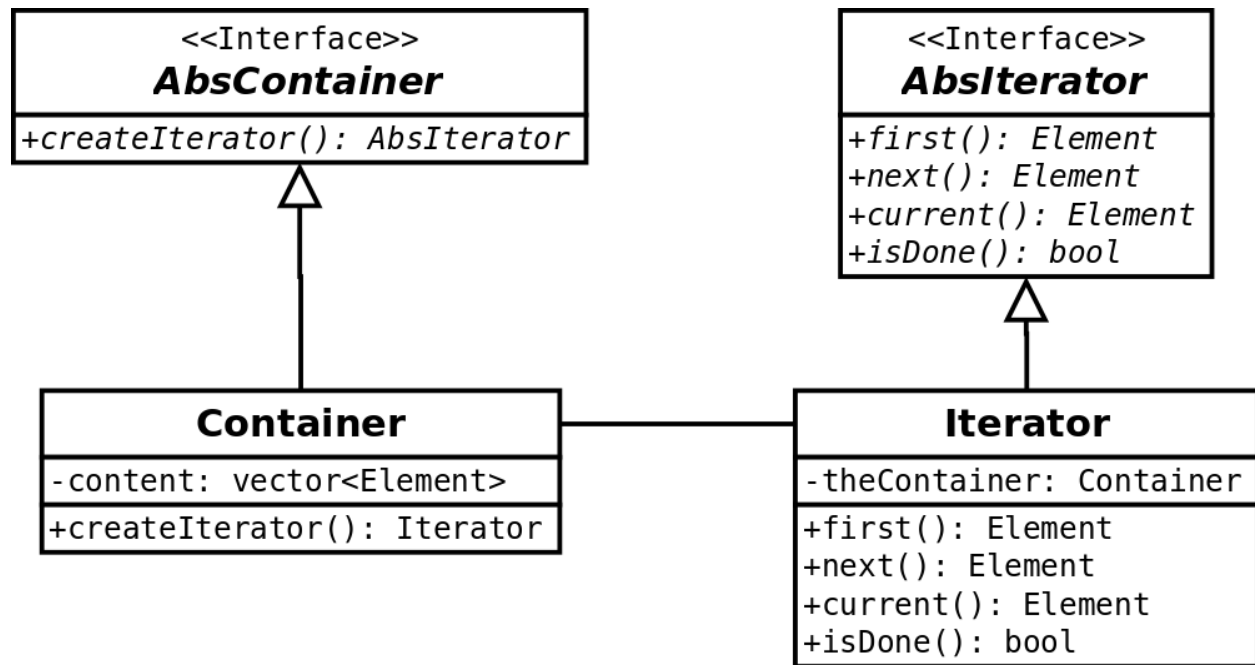 <<Interface>>
AbsContainer
+createIterator(): AbsIterator
<<Interface>>
AbsIterator
+first(): Element
+next(): Element
+current(): Element
+isDone(): bool
Container
-content: vector<Element>
+createIterator(): Iterator
Iterator
-theContainer: Container
+first(): Element
+next(): Element
+current(): Element
+isDone(): bool